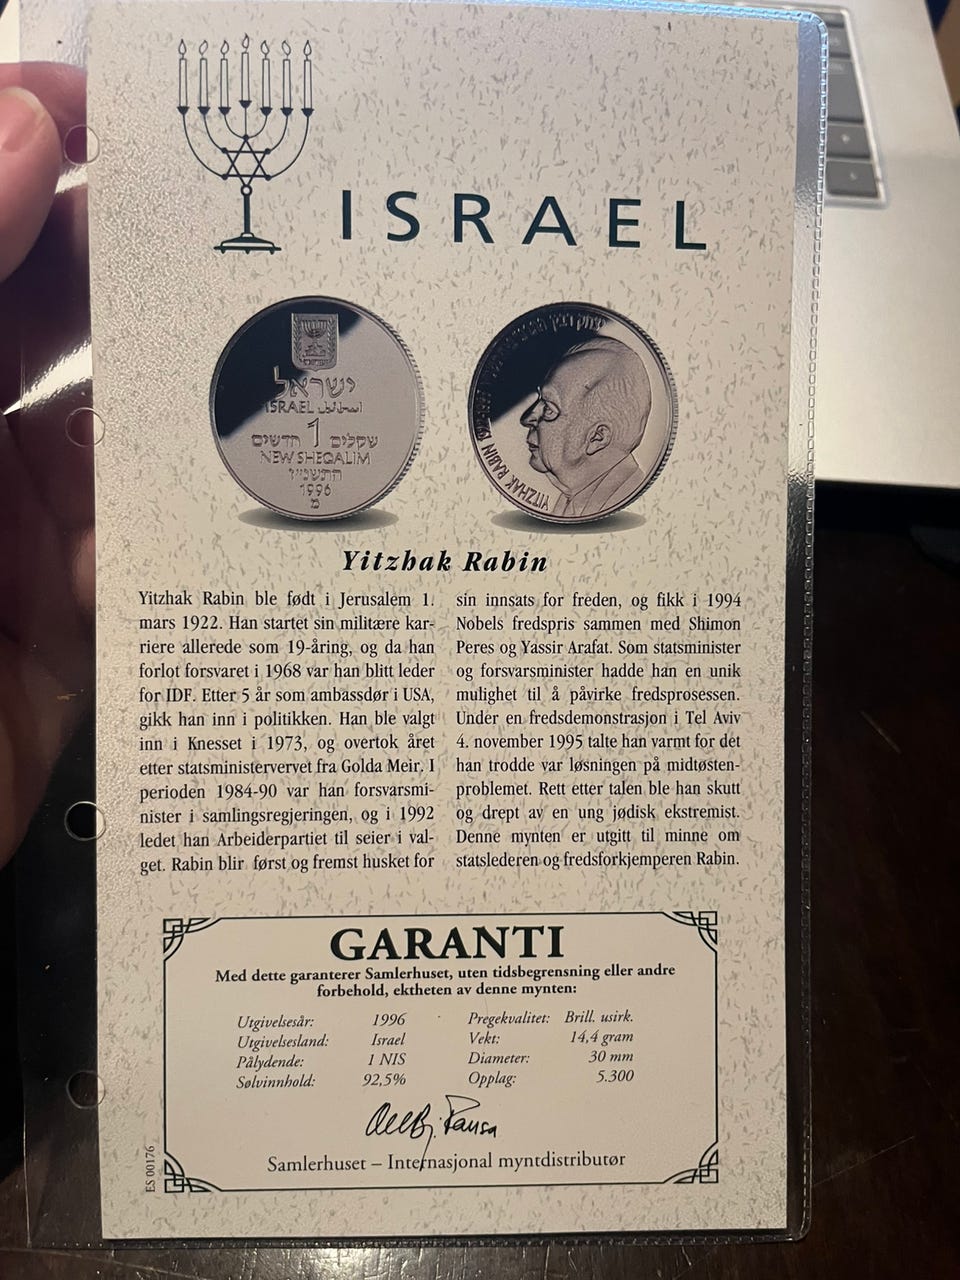 ISRAEL
ישראל
ISRAEL اسرائيل
1
שקלים חדשים
NEW SHEQALIM
התשנ"ו
1996
מ
יצחק רבין
YITZHAK RABIN 1922-1995
Yitzhak Rabin
Yitzhak Rabin ble født i Jerusalem 1.
mars 1922. Han startet sin militære kar-
riere allerede som 19-åring, og da han
forlot forsvaret i 1968 var han blitt leder
for IDF. Etter 5 år som ambassdør i USA,
gikk han inn i politikken. Han ble valgt
inn i Knesset i 1973, og overtok året
etter statsministervervet fra Golda Meir. I
perioden 1984-90 var han forsvarsmi-
nister i samlingsregjeringen, og i 1992
ledet han Arbeiderpartiet til seier i val-
get. Rabin blir først og fremst husket for
sin innsats for freden, og fikk i 1994
Nobels fredspris sammen med Shimon
Peres og Yassir Arafat. Som statsminister
og forsvarsminister hadde han en unik
mulighet til å påvirke fredsprosessen.
Under en fredsdemonstrasjon i Tel Aviv
4. november 1995 talte han varmt for det
han trodde var løsningen på midtøsten-
problemet. Rett etter talen ble han skutt
og drept av en ung jødisk ekstremist.
Denne mynten er utgitt til minne om
statslederen og fredsforkjemperen Rabin.
GARANTI
Med dette garanterer Samlerhuset, uten tidsbegrensning eller andre
forbehold, ektheten av denne mynten:
Utgivelsesår: 1996 Pregekvalitet: Brill. usirk.
Utgivelsesland: Israel Vekt: 14,4 gram
Pålydende: 1 NIS Diameter: 30 mm
Sølvinnhold: 92,5% Opplag: 5.300
Samlerhuset – Internasjonal myntdistributør
ES 00176